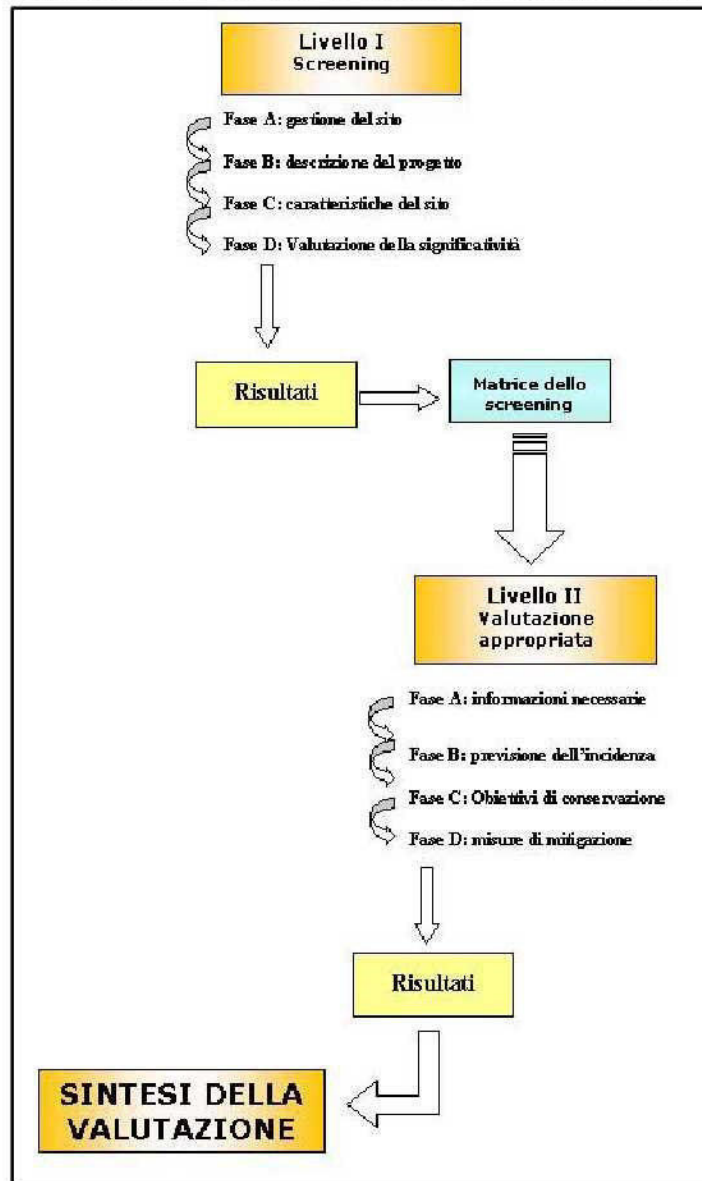 Livello I
Screening
Fase A: gestione del sito
Fase B: descrizione del progetto
Fase C: caratteristiche del sito
Fase D: Valutazione della significatività
Risultati
Matrice dello
screening
Livello II
Valutazione
appropriata
Fase A: informazioni necessarie
Fase B: previsione dell'incidenza
Fase C: Obiettivi di conservazione
Fase D: misure di mitigazione
Risultati
SINTESI DELLA
VALUTAZIONE